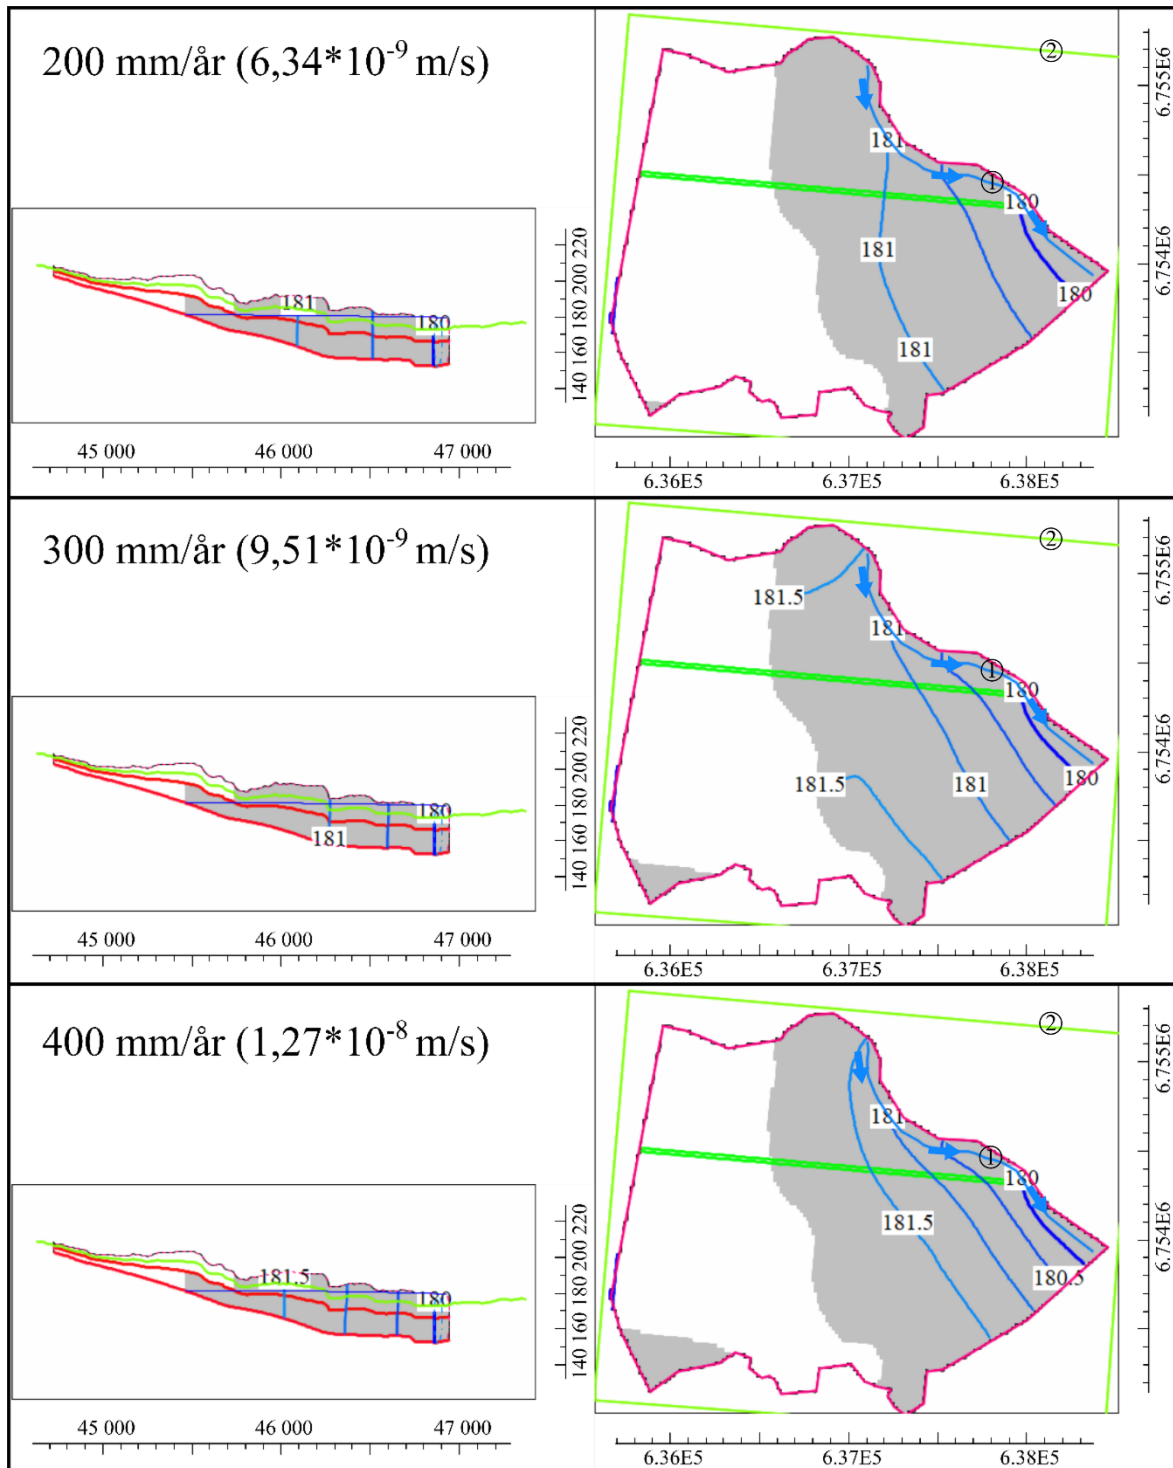 200 mm/år (6,34*10⁻⁹ m/s)
181
180
140 160 180 200 220
45 000 46 000 47 000
②
181
①
180
181
180
181
6.755E6
6.754E6
6.36E5 6.37E5 6.38E5
300 mm/år (9,51*10⁻⁹ m/s)
180
181
140 160 180 200 220
45 000 46 000 47 000
②
181.5
181
①
180
181.5
181
180
6.755E6
6.754E6
6.36E5 6.37E5 6.38E5
400 mm/år (1,27*10⁻⁸ m/s)
181.5
180
140 160 180 200 220
45 000 46 000 47 000
②
181
①
180
181.5
180.5
6.755E6
6.754E6
6.36E5 6.37E5 6.38E5